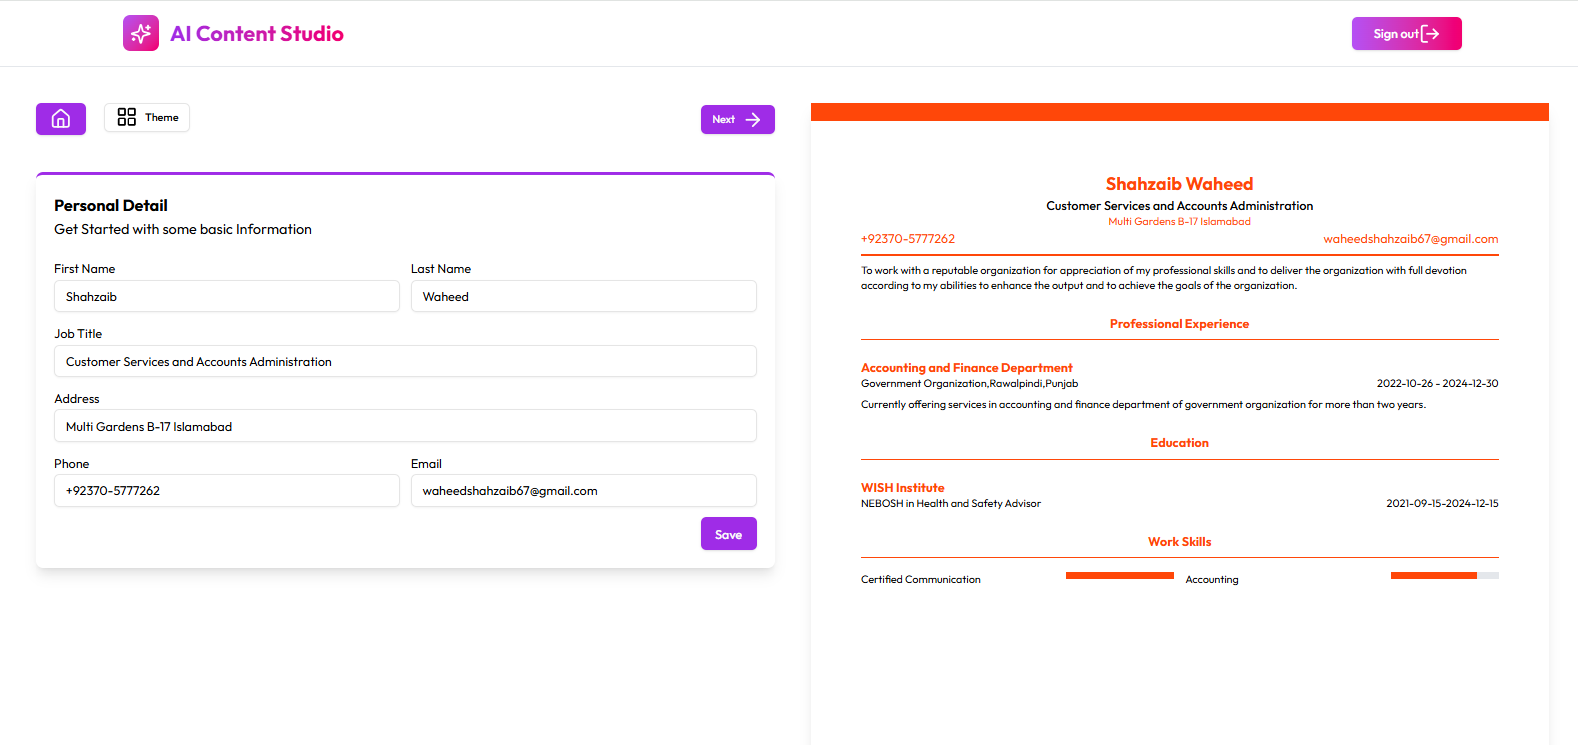 AI Content Studio
Sign out
Theme
Next
Personal Detail
Get Started with some basic Information
First Name
Last Name
Shahzaib
Waheed
Job Title
Customer Services and Accounts Administration
Address
Multi Gardens B-17 Islamabad
Phone
Email
+92370-5777262
waheedshahzaib67@gmail.com
Save
Shahzaib Waheed
Customer Services and Accounts Administration
Multi Gardens B-17 Islamabad
+92370-5777262
waheedshahzaib67@gmail.com
To work with a reputable organization for appreciation of my professional skills and to deliver the organization with full devotion
according to my abilities to enhance the output and to achieve the goals of the organization.
Professional Experience
Accounting and Finance Department
Government Organization,Rawalpindi,Punjab
2022-10-26 - 2024-12-30
Currently offering services in accounting and finance department of government organization for more than two years.
Education
WISH Institute
NEBOSH in Health and Safety Advisor
2021-09-15-2024-12-15
Work Skills
Certified Communication
Accounting